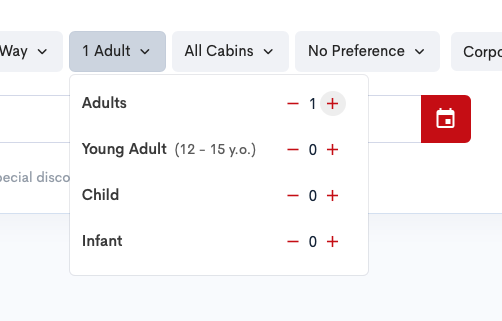 Way 1 Adult All Cabins No Preference Corpo
Adults 1
Young Adult (12 - 15 y.o.) 0
ecial disco
Child 0
Infant 0